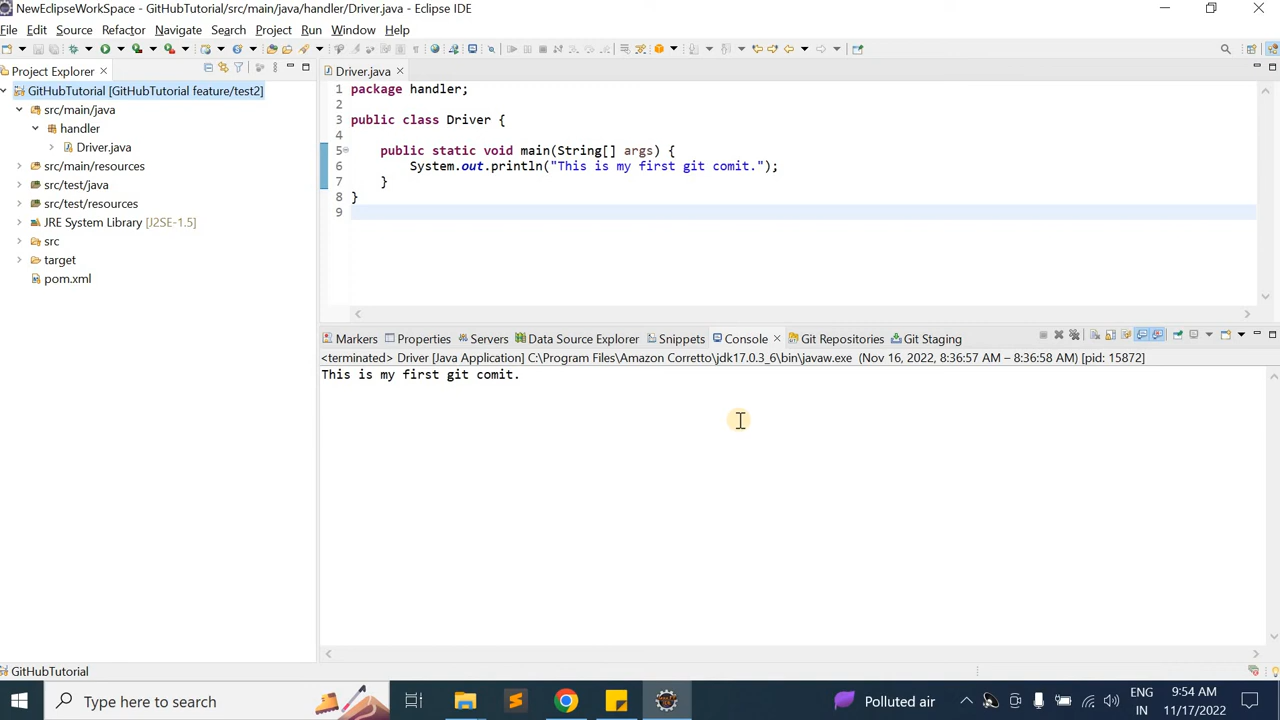 NewEclipseWorkSpace - GitHubTutorial/src/main/java/handler/Driver.java - Eclipse IDE
File Edit Source Refactor Navigate Search Project Run Window Help
Project Explorer
GitHubTutorial [GitHubTutorial feature/test2]
src/main/java
handler
Driver.java
src/main/resources
src/test/java
src/test/resources
JRE System Library [J2SE-1.5]
src
target
pom.xml
Driver.java
1 package handler;
2
3 public class Driver {
4
5 public static void main(String[] args) {
6 System.out.println("This is my first git comit.");
7 }
8 }
9
Markers Properties Servers Data Source Explorer Snippets Console Git Repositories Git Staging
<terminated> Driver [Java Application] C:\Program Files\Amazon Corretto\jdk17.0.3_6\bin\javaw.exe (Nov 16, 2022, 8:36:57 AM – 8:36:58 AM) [pid: 15872]
This is my first git comit.
GitHubTutorial
Type here to search
Polluted air
ENG
IN
9:54 AM
11/17/2022